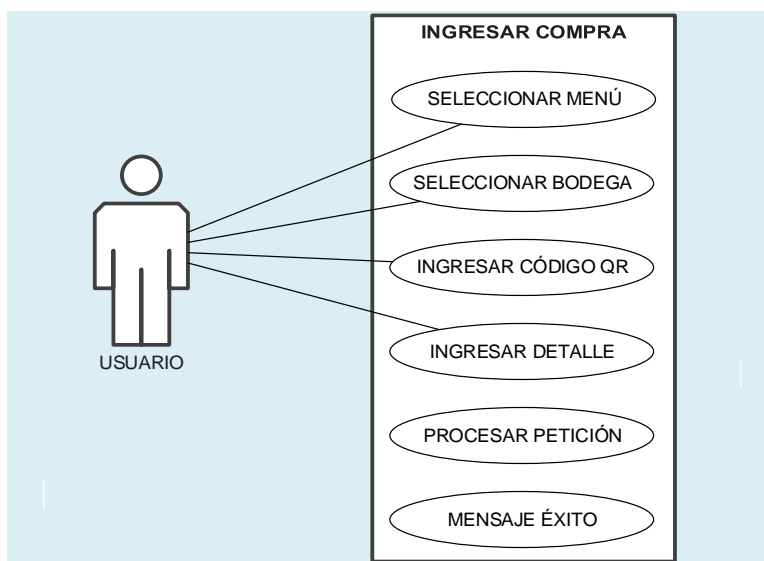 INGRESAR COMPRA
SELECCIONAR MENÚ
SELECCIONAR BODEGA
INGRESAR CÓDIGO QR
INGRESAR DETALLE
USUARIO
PROCESAR PETICIÓN
MENSAJE ÉXITO